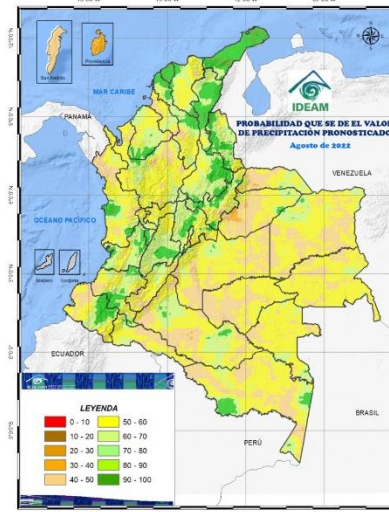 San Andrés
Providencia
MAR CARIBE
IDEAM
PROBABILIDAD QUE SE DE EL VALOR
DE PRECIPITACIÓN PRONOSTICADO
Agosto de 2022
PANAMÁ
VENEZUELA
OCEANO PACÍFICO
Malpelo
Gorgona
ECUADOR
BRASIL
PERÚ
LEYENDA
0 - 10
50 - 60
10 - 20
60 - 70
20 - 30
70 - 80
30 - 40
80 - 90
40 - 50
90 - 100